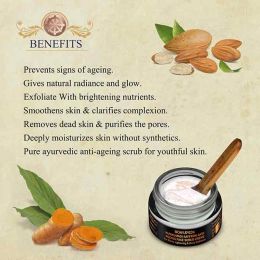 BENEFITS
Prevents signs of ageing.
Gives natural radiance and glow.
Exfoliate With brightening nutrients.
Smoothens skin & clarifies complexion.
Removes dead skin & purifies the pores.
Deeply moisturizes skin without synthetics.
Pure ayurvedic anti-ageing scrub for youthful skin.